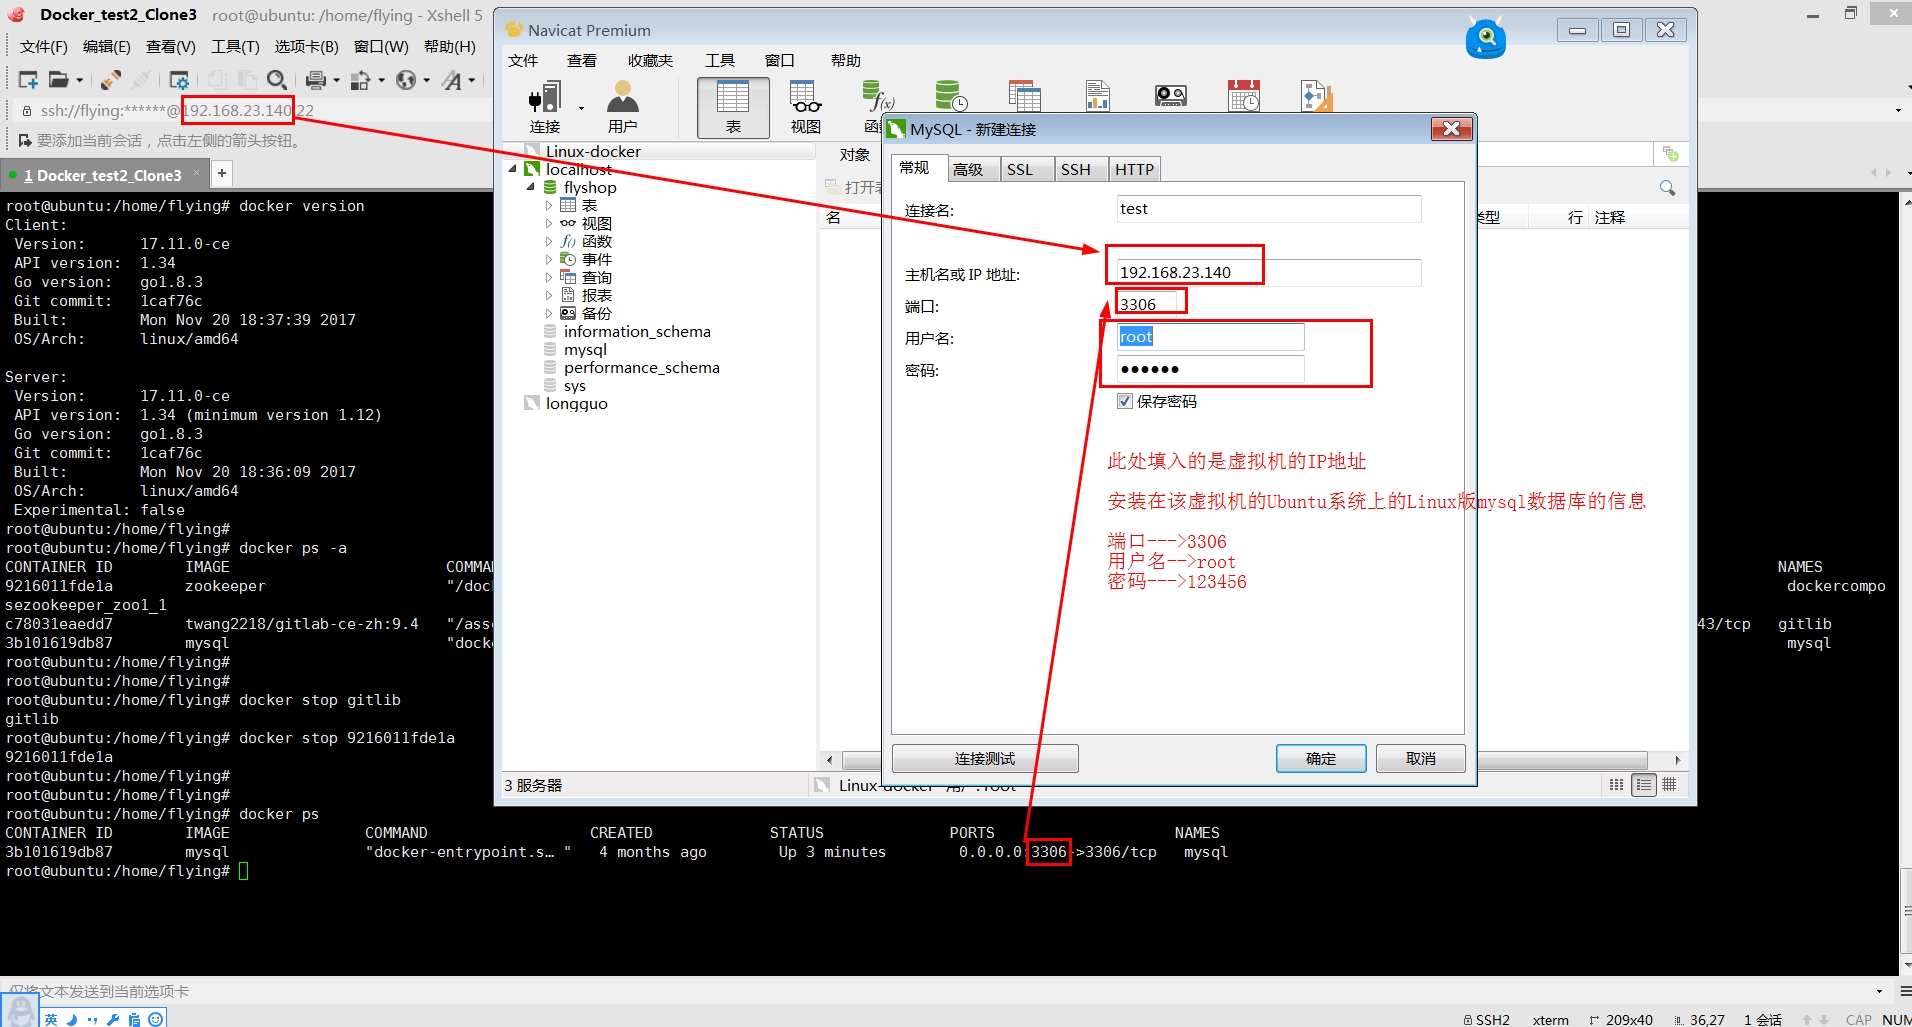 Docker_test2_Clone3 root@ubuntu: /home/flying - Xshell 5
文件(F) 编辑(E) 查看(V) 工具(T) 选项卡(B) 窗口(W) 帮助(H)
ssh://flying:******@192.168.23.140:22
要添加当前会话，点击左侧的箭头按钮。
1 Docker_test2_Clone3 × +
root@ubuntu:/home/flying# docker version
Client:
Version: 17.11.0-ce
API version: 1.34
Go version: go1.8.3
Git commit: 1caf76c
Built: Mon Nov 20 18:37:39 2017
OS/Arch: linux/amd64
Server:
Version: 17.11.0-ce
API version: 1.34 (minimum version 1.12)
Go version: go1.8.3
Git commit: 1caf76c
Built: Mon Nov 20 18:36:09 2017
OS/Arch: linux/amd64
Experimental: false
root@ubuntu:/home/flying#
root@ubuntu:/home/flying# docker ps -a
CONTAINER ID IMAGE COMMA NAMES
9216011fde1a zookeeper "/doc dockercompo
sezookeeper_zoo1_1
c78031eaedd7 twang2218/gitlab-ce-zh:9.4 "/ass 43/tcp gitlib
3b101619db87 mysql "dock mysql
root@ubuntu:/home/flying#
root@ubuntu:/home/flying#
root@ubuntu:/home/flying# docker stop gitlib
gitlib
root@ubuntu:/home/flying# docker stop 9216011fde1a
9216011fde1a
root@ubuntu:/home/flying#
root@ubuntu:/home/flying#
root@ubuntu:/home/flying# docker ps
CONTAINER ID IMAGE COMMAND CREATED STATUS PORTS NAMES
3b101619db87 mysql "docker-entrypoint.s… " 4 months ago Up 3 minutes 0.0.0.0:3306->3306/tcp mysql
root@ubuntu:/home/flying#
Navicat Premium
文件 查看 收藏夹 工具 窗口 帮助
连接 用户 表 视图
Linux-docker
localhost
flyshop
表
视图
函数
事件
查询
报表
备份
information_schema
mysql
performance_schema
sys
longguo
对象
打开表
名 类型 行 注释
3 服务器 Linux-docker 用户: root
MySQL - 新建连接
常规 高级 SSL SSH HTTP
连接名: test
主机名或 IP 地址: 192.168.23.140
端口: 3306
用户名: root
密码: ●●●●●●
保存密码
此处填入的是虚拟机的IP地址
安装在该虚拟机的Ubuntu系统上的Linux版mysql数据库的信息
端口--->3306
用户名-->root
密码--->123456
连接测试 确定 取消
仅将文本发送到当前选项卡
英
SSH2 xterm 209x40 36,27 1 会话 CAP NUM